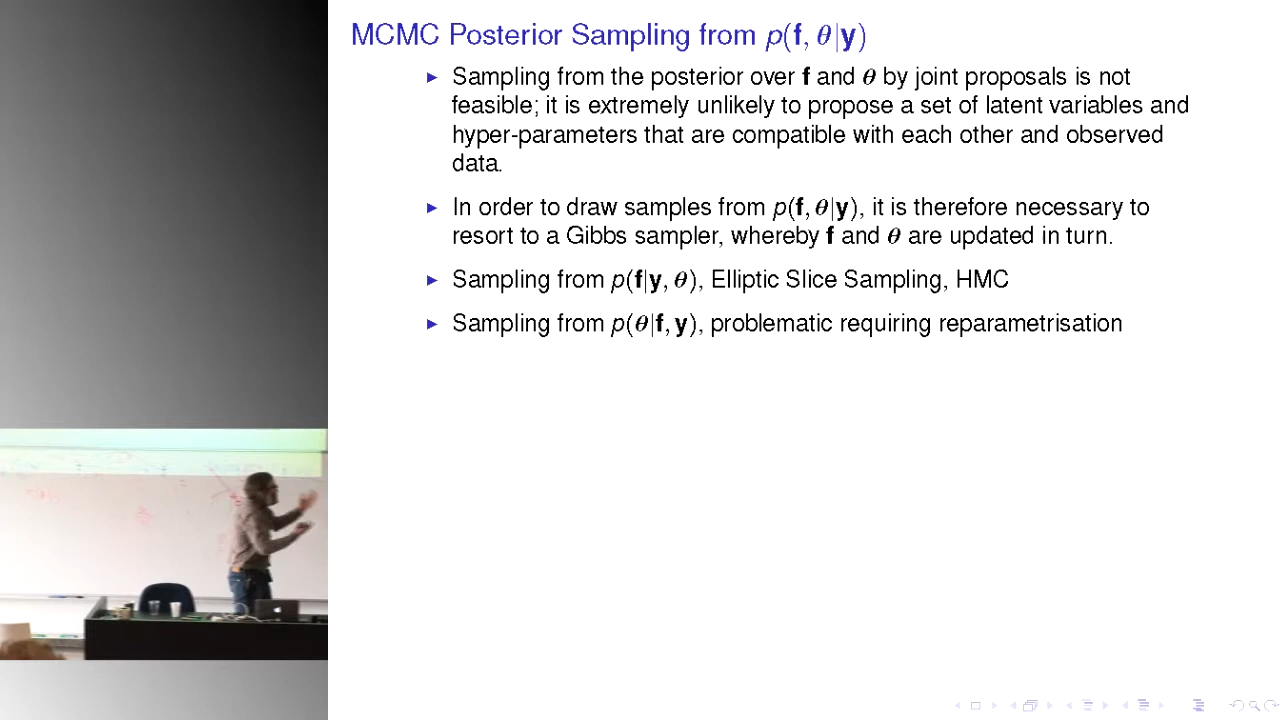 MCMC Posterior Sampling from p(f, θ|y)
▶ Sampling from the posterior over f and θ by joint proposals is not
feasible; it is extremely unlikely to propose a set of latent variables and
hyper-parameters that are compatible with each other and observed
data.
▶ In order to draw samples from p(f, θ|y), it is therefore necessary to
resort to a Gibbs sampler, whereby f and θ are updated in turn.
▶ Sampling from p(f|y, θ), Elliptic Slice Sampling, HMC
▶ Sampling from p(θ|f, y), problematic requiring reparametrisation